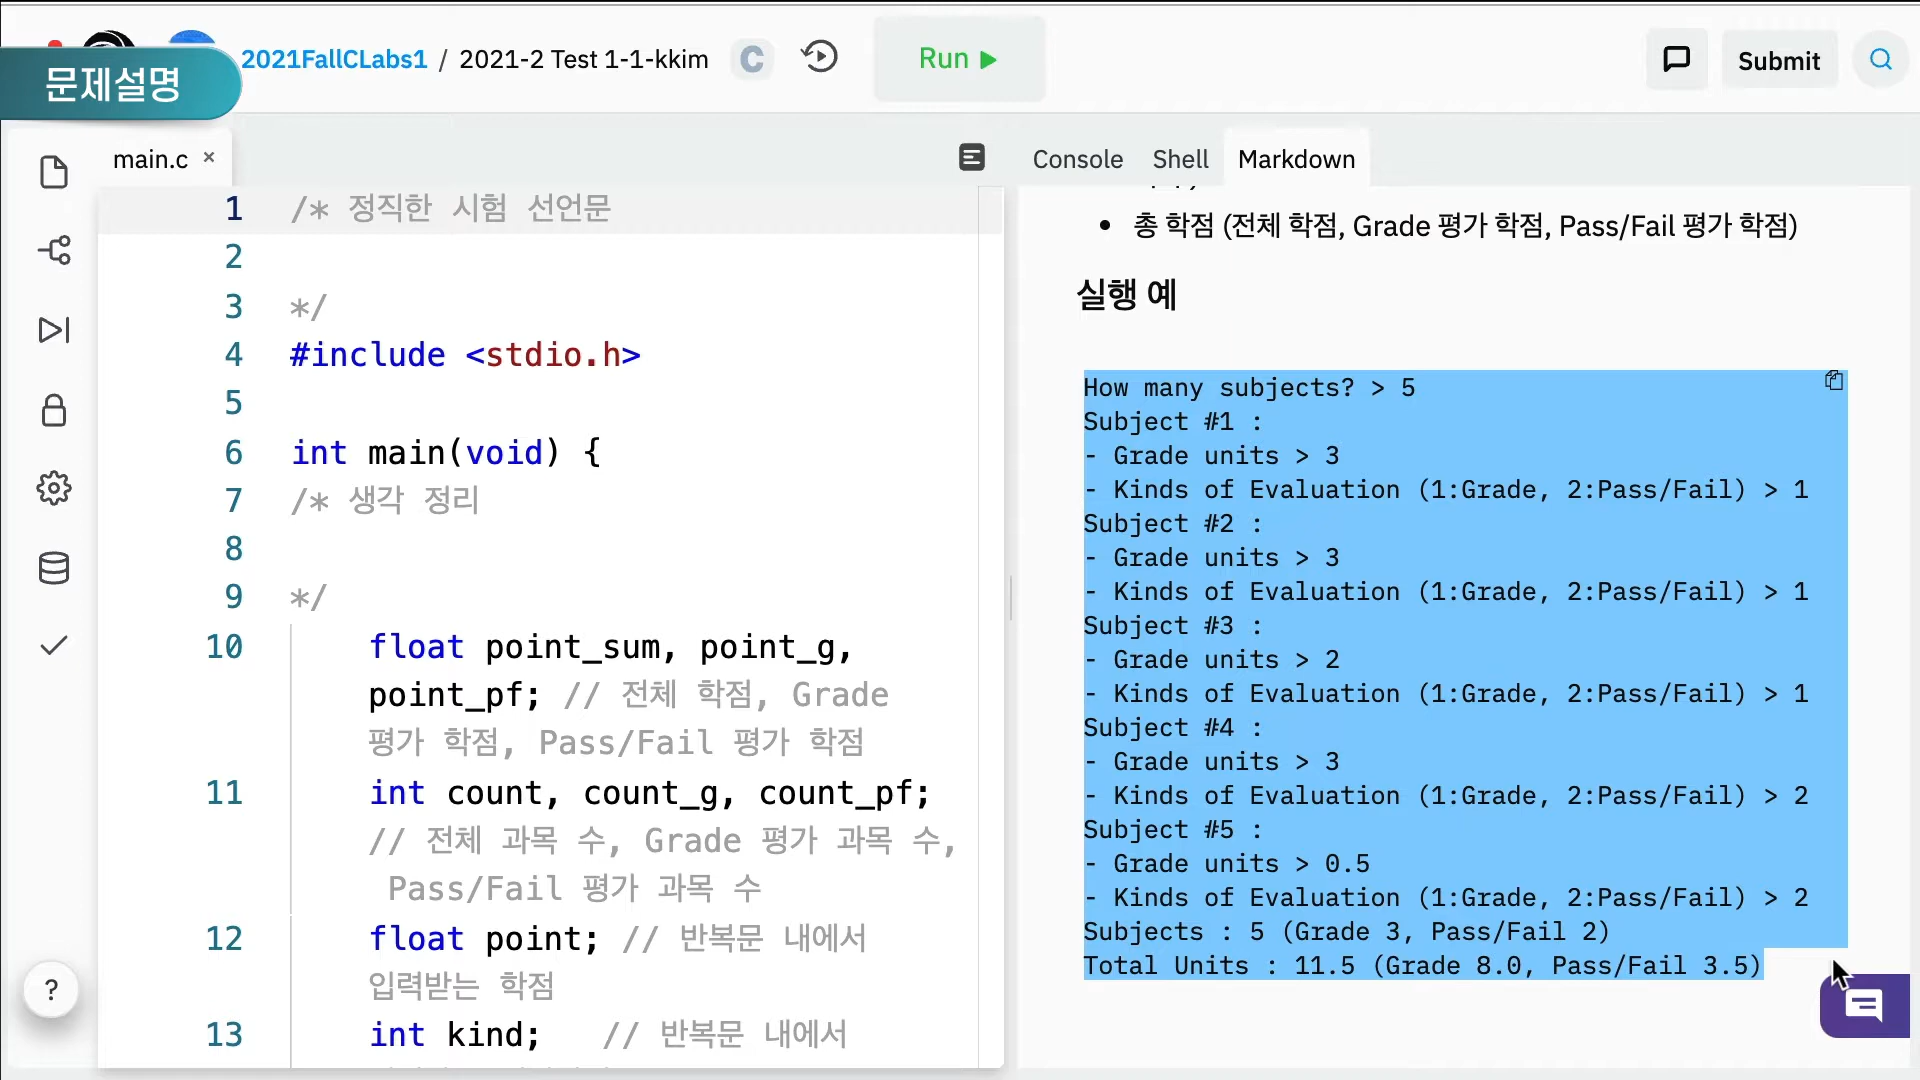 문제설명
2021FallCLabs1 / 2021-2 Test 1-1-kkim
C
Run
Submit
main.c ×
Console Shell Markdown
1 /* 정직한 시험 선언문
2
3 */
4 #include <stdio.h>
5
6 int main(void) {
7 /* 생각 정리
8
9 */
10 float point_sum, point_g,
point_pf; // 전체 학점, Grade
평가 학점, Pass/Fail 평가 학점
11 int count, count_g, count_pf;
// 전체 과목 수, Grade 평가 과목 수,
Pass/Fail 평가 과목 수
12 float point; // 반복문 내에서
입력받는 학점
13 int kind; // 반복문 내에서
?
• 총 학점 (전체 학점, Grade 평가 학점, Pass/Fail 평가 학점)
실행 예
How many subjects? > 5
Subject #1 :
- Grade units > 3
- Kinds of Evaluation (1:Grade, 2:Pass/Fail) > 1
Subject #2 :
- Grade units > 3
- Kinds of Evaluation (1:Grade, 2:Pass/Fail) > 1
Subject #3 :
- Grade units > 2
- Kinds of Evaluation (1:Grade, 2:Pass/Fail) > 1
Subject #4 :
- Grade units > 3
- Kinds of Evaluation (1:Grade, 2:Pass/Fail) > 2
Subject #5 :
- Grade units > 0.5
- Kinds of Evaluation (1:Grade, 2:Pass/Fail) > 2
Subjects : 5 (Grade 3, Pass/Fail 2)
Total Units : 11.5 (Grade 8.0, Pass/Fail 3.5)